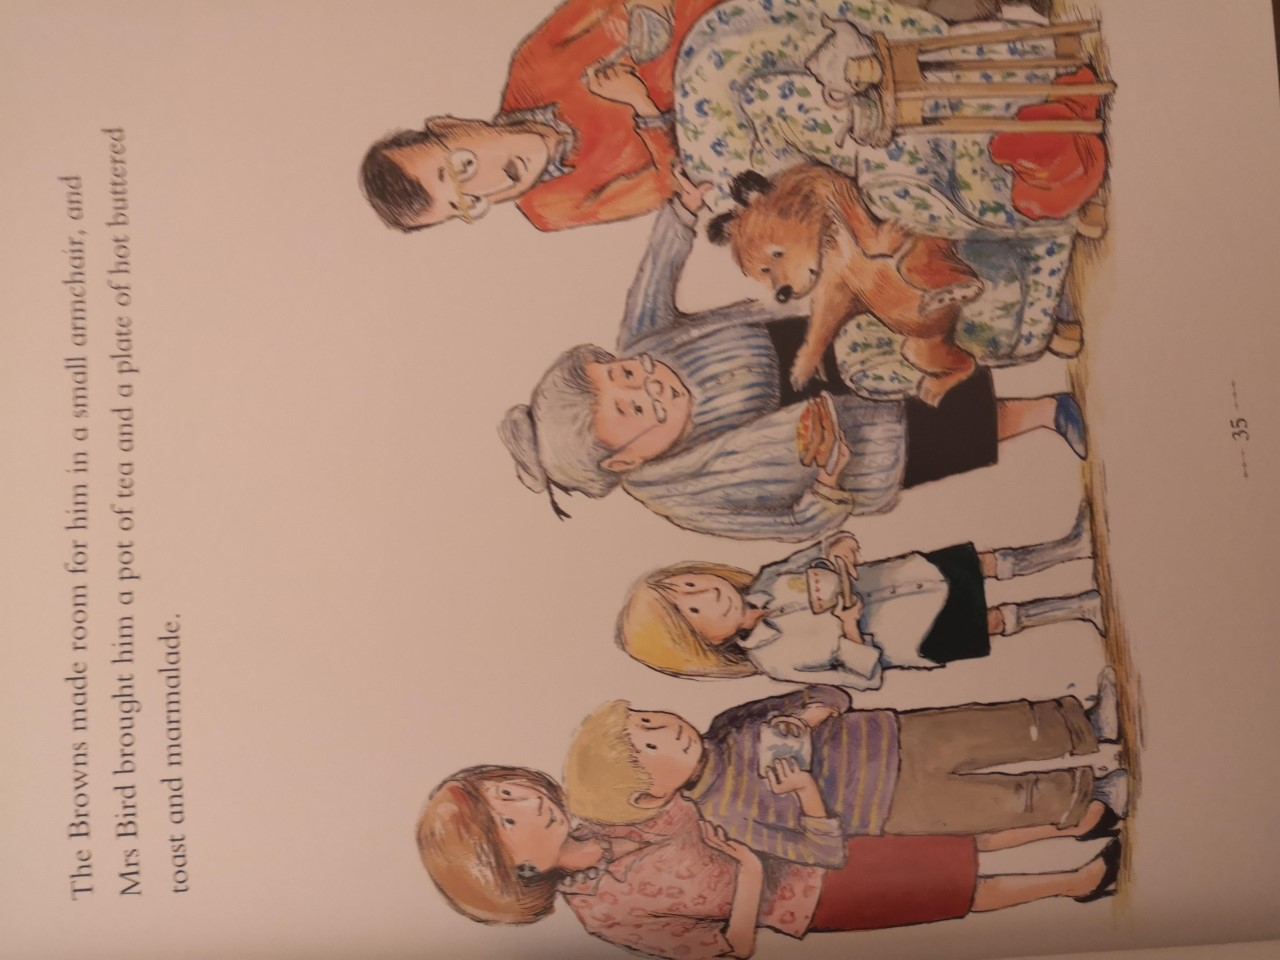 The Browns made room for him in a small armchair, and
Mrs Bird brought him a pot of tea and a plate of hot buttered
toast and marmalade.
--- 35 ---